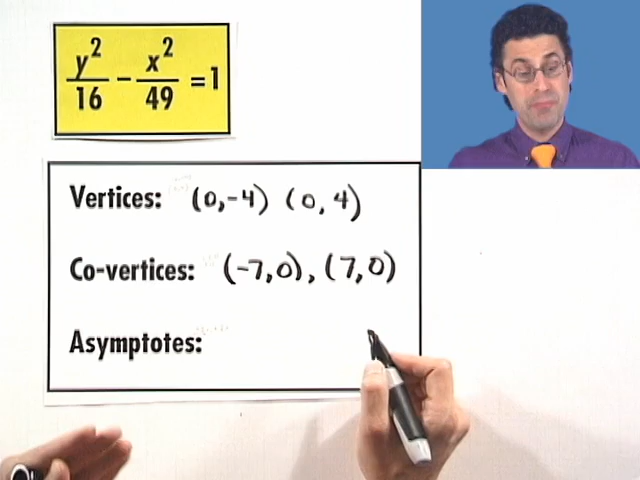 y²/16 − x²/49 = 1
Vertices: (0,-4) (0, 4)
Co-vertices: (-7,0), (7,0)
Asymptotes: